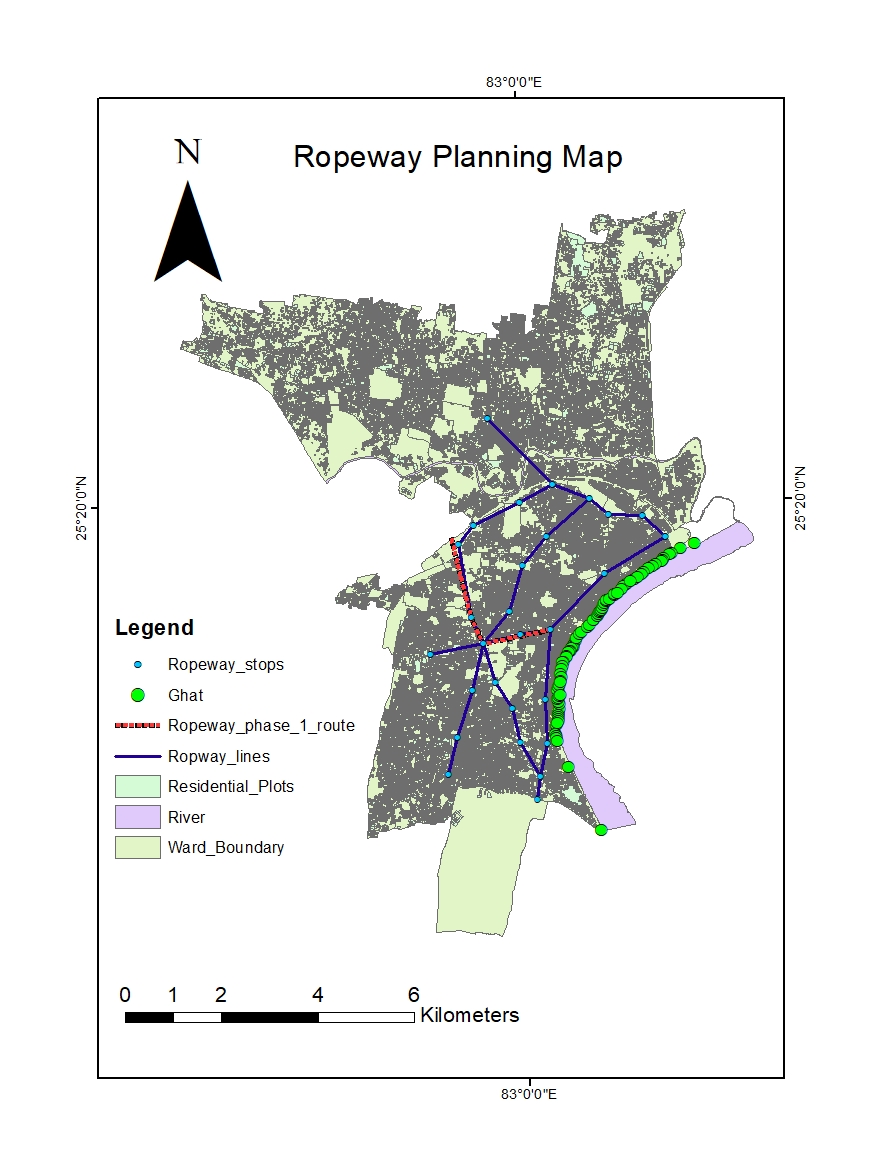 83°0'0"E
N
Ropeway Planning Map
25°20'0"N
25°20'0"N
Legend
Ropeway_stops
Ghat
Ropeway_phase_1_route
Ropway_lines
Residential_Plots
River
Ward_Boundary
0 1 2 4 6
Kilometers
83°0'0"E